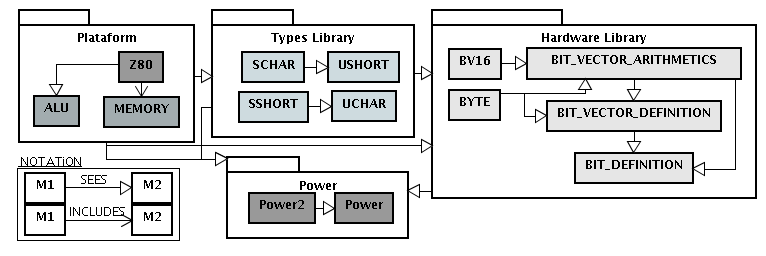 Plataform
Z80
ALU
MEMORY
Types Library
SCHAR
USHORT
SSHORT
UCHAR
Hardware Library
BV16
BIT_VECTOR_ARITHMETICS
BYTE
BIT_VECTOR_DEFINITION
BIT_DEFINITION
NOTATiON
M1
SEES
M2
M1
INCLUDES
M2
Power
Power2
Power